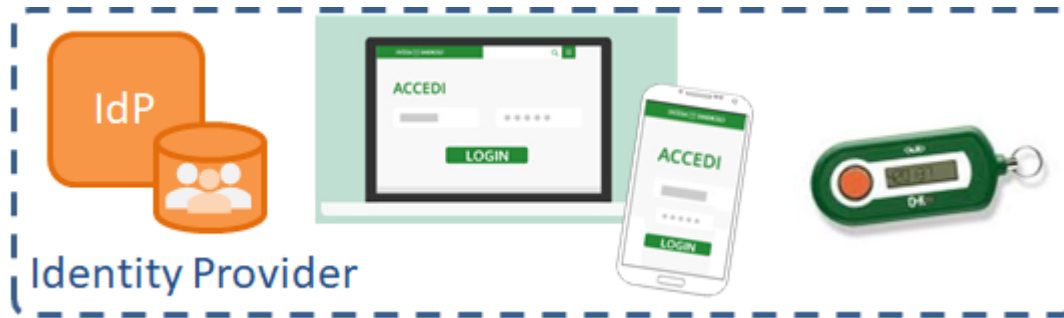 IdP
Identity Provider
ACCEDI
LOGIN
ACCEDI
LOGIN